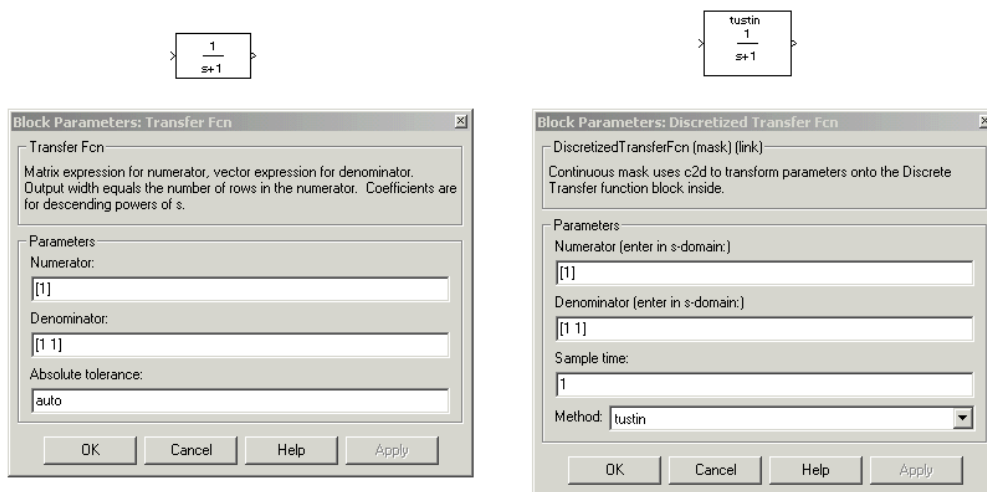 1
s+1
tustin
1
s+1
Block Parameters: Transfer Fcn
Transfer Fcn
Matrix expression for numerator, vector expression for denominator.
Output width equals the number of rows in the numerator. Coefficients are
for descending powers of s.
Parameters
Numerator:
[1]
Denominator:
[1 1]
Absolute tolerance:
auto
OK Cancel Help Apply
Block Parameters: Discretized Transfer Fcn
DiscretizedTransferFcn (mask) (link)
Continuous mask uses c2d to transform parameters onto the Discrete
Transfer function block inside.
Parameters
Numerator (enter in s-domain:)
[1]
Denominator (enter in s-domain:)
[1 1]
Sample time:
1
Method: tustin
OK Cancel Help Apply